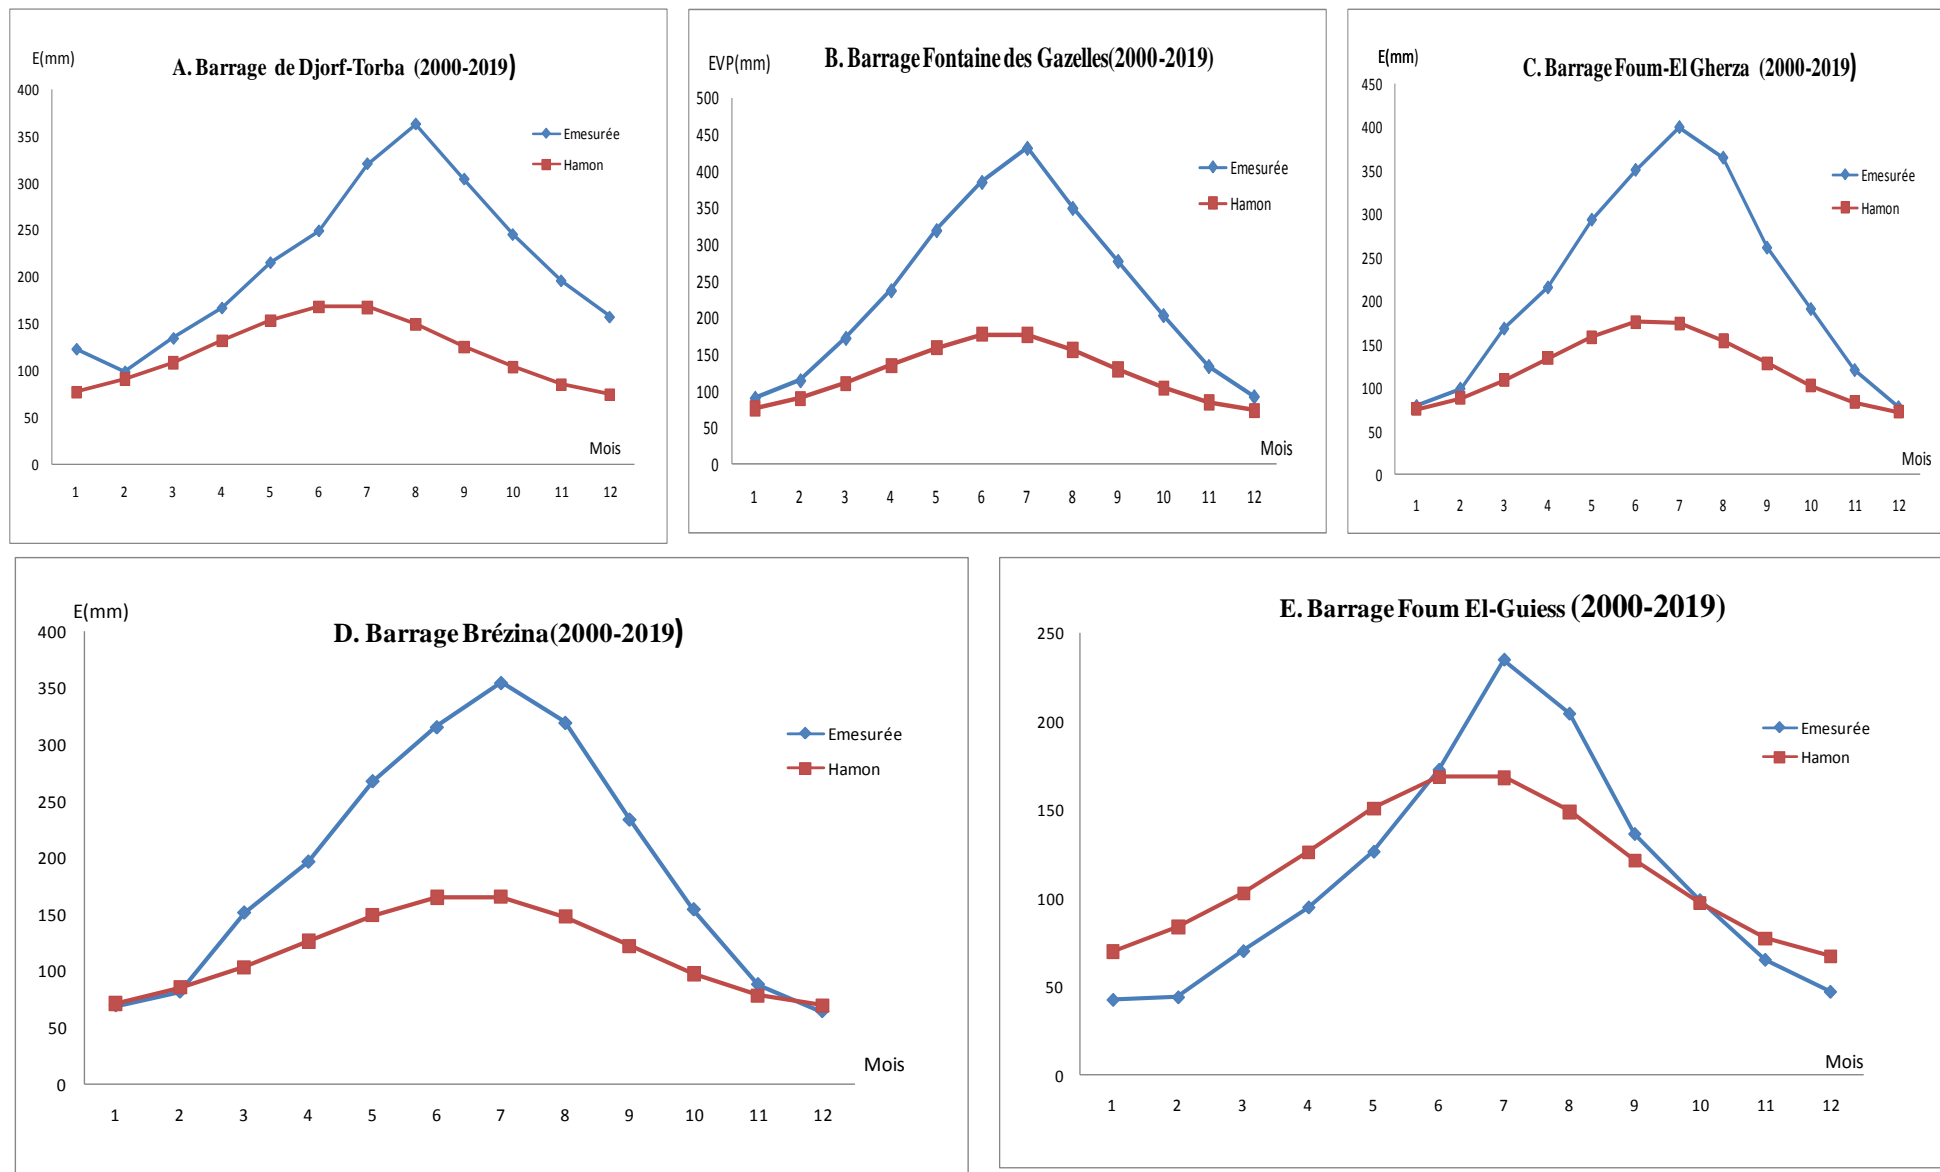 A. Barrage de Djorf-Torba (2000-2019)
E(mm)
400
350
300
250
200
150
100
50
0
Emesurée
Hamon
Mois
1 2 3 4 5 6 7 8 9 10 11 12
B. Barrage Fontaine des Gazelles(2000-2019)
EVP(mm)
500
450
400
350
300
250
200
150
100
50
0
Emesurée
Hamon
Mois
1 2 3 4 5 6 7 8 9 10 11 12
C. Barrage Foum-El Gherza (2000-2019)
E(mm)
450
400
350
300
250
200
150
100
50
0
Emesurée
Hamon
Mois
1 2 3 4 5 6 7 8 9 10 11 12
D. Barrage Brézina(2000-2019)
E(mm)
400
350
300
250
200
150
100
50
0
Emesurée
Hamon
Mois
1 2 3 4 5 6 7 8 9 10 11 12
E. Barrage Foum El-Guiess (2000-2019)
250
200
150
100
50
0
Emesurée
Hamon
Mois
1 2 3 4 5 6 7 8 9 10 11 12